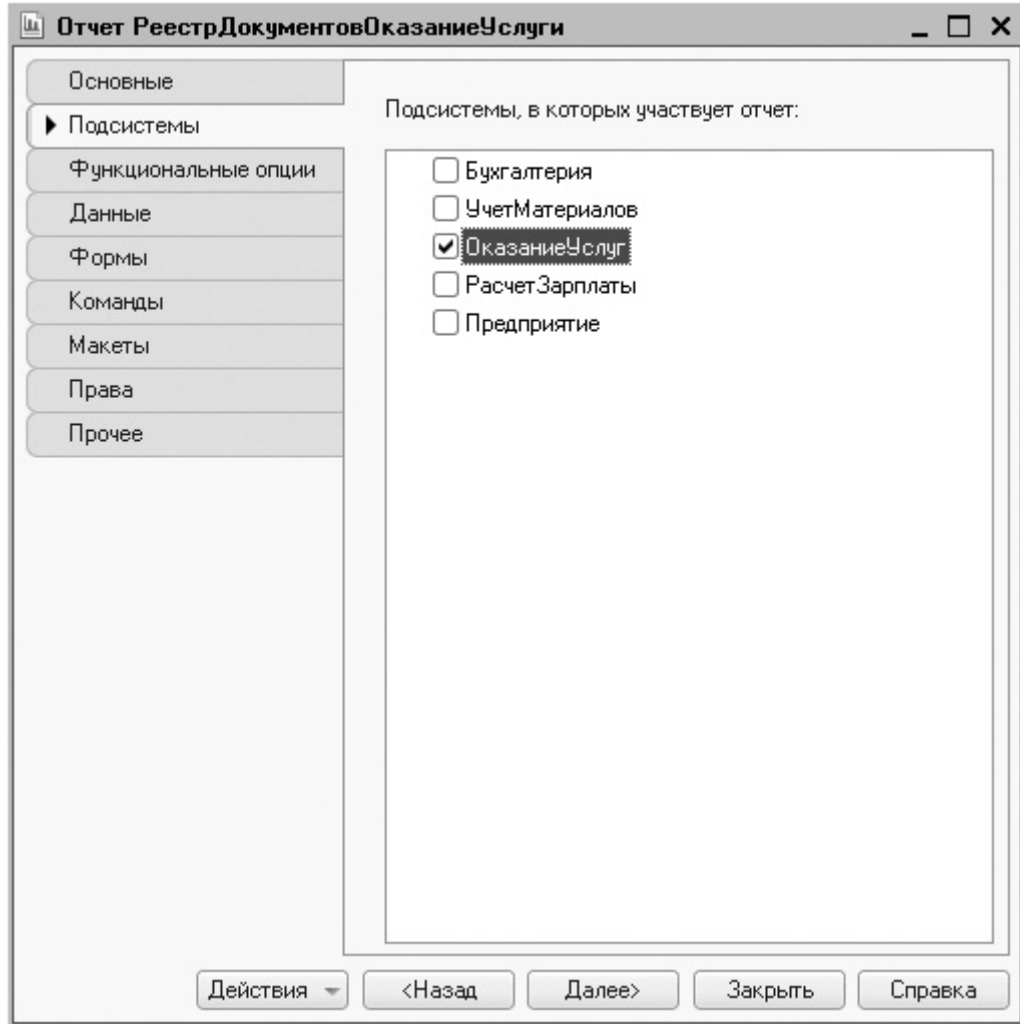 Отчет РеестрДокументовОказаниеУслуги
Основные
Подсистемы
Функциональные опции
Данные
Формы
Команды
Макеты
Права
Прочее
Подсистемы, в которых участвует отчет:
Бухгалтерия
УчетМатериалов
ОказаниеУслуг
РасчетЗарплаты
Предприятие
Действия
<Назад
Далее>
Закрыть
Справка